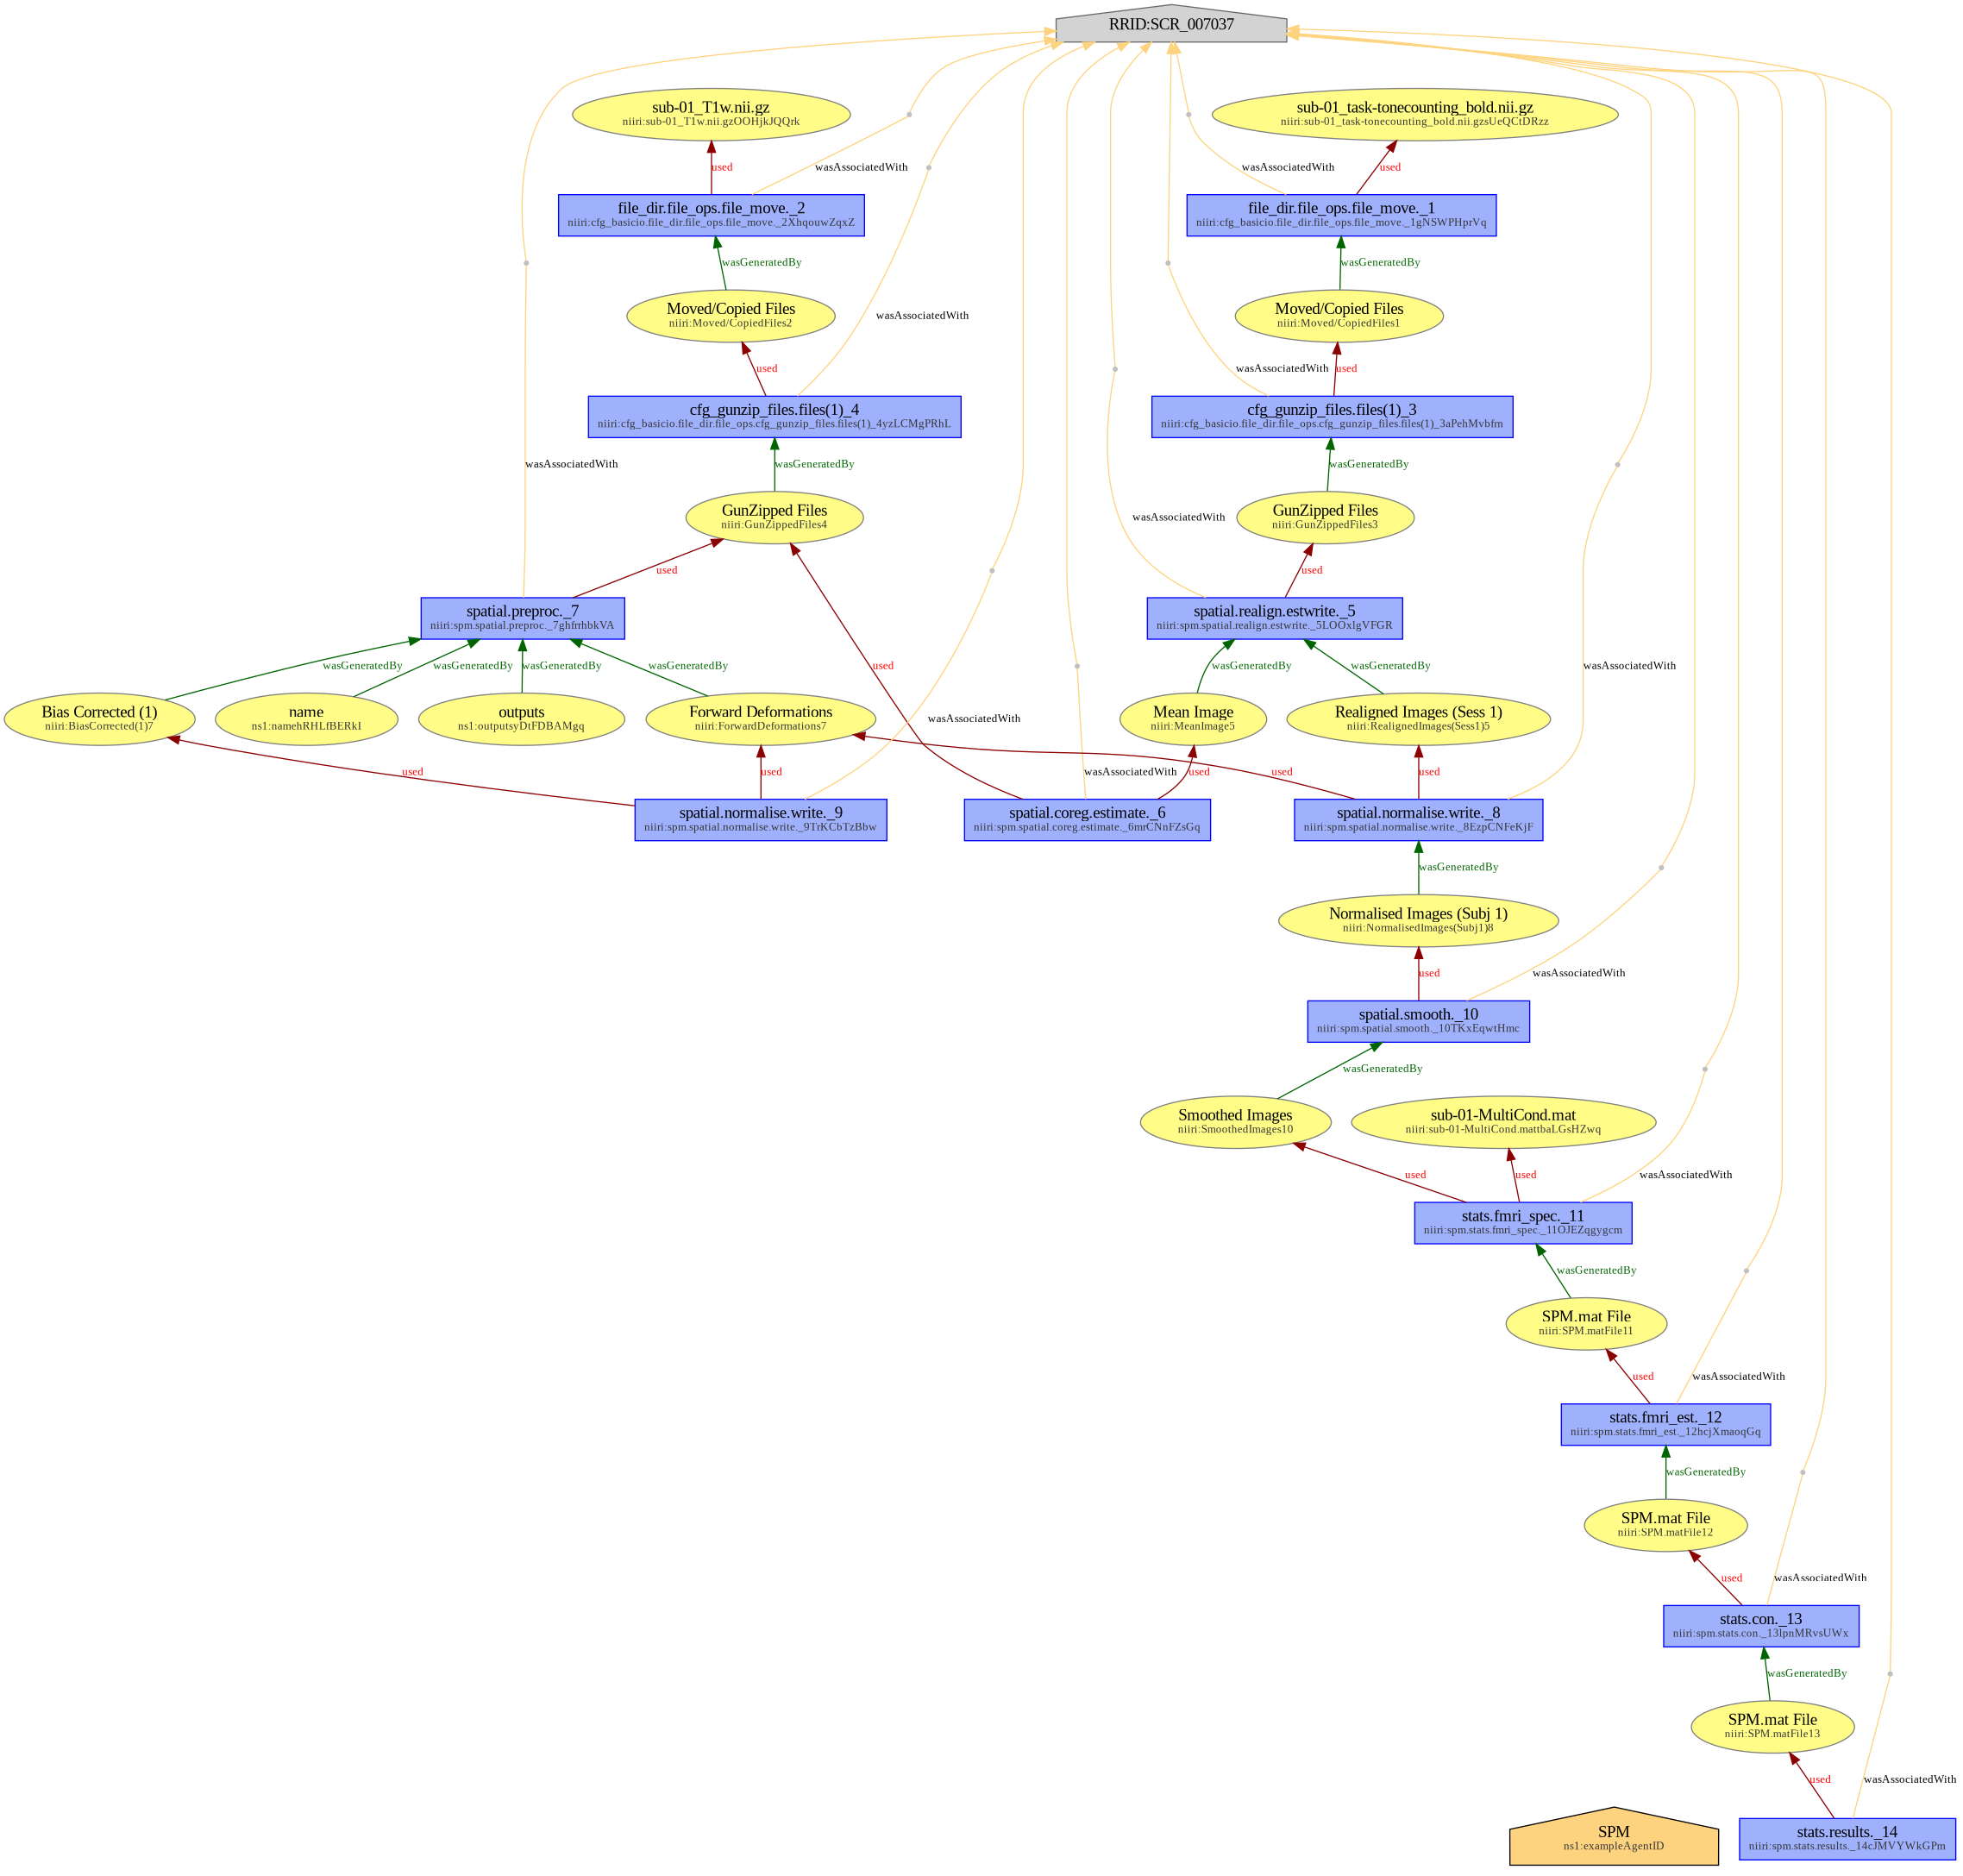 RRID:SCR_007037
sub-01_T1w.nii.gz
niiri:sub-01_T1w.nii.gzOOHjkJQQrk
sub-01_task-tonecounting_bold.nii.gz
niiri:sub-01_task-tonecounting_bold.nii.gzsUeQCtDRzz
used
wasAssociatedWith
wasAssociatedWith
used
file_dir.file_ops.file_move._2
niiri:cfg_basicio.file_dir.file_ops.file_move._2XhqouwZqxZ
file_dir.file_ops.file_move._1
niiri:cfg_basicio.file_dir.file_ops.file_move._1gNSWPHprVq
wasGeneratedBy
wasGeneratedBy
Moved/Copied Files
niiri:Moved/CopiedFiles2
Moved/Copied Files
niiri:Moved/CopiedFiles1
wasAssociatedWith
used
wasAssociatedWith
used
cfg_gunzip_files.files(1)_4
niiri:cfg_basicio.file_dir.file_ops.cfg_gunzip_files.files(1)_4yzLCMgPRhL
cfg_gunzip_files.files(1)_3
niiri:cfg_basicio.file_dir.file_ops.cfg_gunzip_files.files(1)_3aPehMvbfm
wasAssociatedWith
wasGeneratedBy
wasGeneratedBy
GunZipped Files
niiri:GunZippedFiles4
wasAssociatedWith
GunZipped Files
niiri:GunZippedFiles3
used
used
spatial.preproc._7
niiri:spm.spatial.preproc._7ghfrrhbkVA
spatial.realign.estwrite._5
niiri:spm.spatial.realign.estwrite._5LOOxlgVFGR
wasGeneratedBy
wasGeneratedBy
wasGeneratedBy
wasGeneratedBy
used
wasGeneratedBy
wasGeneratedBy
wasAssociatedWith
Bias Corrected (1)
niiri:BiasCorrected(1)7
name
ns1:namehRHLfBERkI
outputs
ns1:outputsyDtFDBAMgq
Forward Deformations
niiri:ForwardDeformations7
wasAssociatedWith
Mean Image
niiri:MeanImage5
Realigned Images (Sess 1)
niiri:RealignedImages(Sess1)5
used
used
wasAssociatedWith
used
used
used
spatial.normalise.write._9
niiri:spm.spatial.normalise.write._9TrKCbTzBbw
spatial.coreg.estimate._6
niiri:spm.spatial.coreg.estimate._6mrCNnFZsGq
spatial.normalise.write._8
niiri:spm.spatial.normalise.write._8EzpCNFeKjF
wasGeneratedBy
Normalised Images (Subj 1)
niiri:NormalisedImages(Subj1)8
used
wasAssociatedWith
spatial.smooth._10
niiri:spm.spatial.smooth._10TKxEqwtHmc
wasGeneratedBy
Smoothed Images
niiri:SmoothedImages10
sub-01-MultiCond.mat
niiri:sub-01-MultiCond.mattbaLGsHZwq
used
used
wasAssociatedWith
stats.fmri_spec._11
niiri:spm.stats.fmri_spec._11OJEZqgygcm
wasGeneratedBy
SPM.mat File
niiri:SPM.matFile11
used
wasAssociatedWith
stats.fmri_est._12
niiri:spm.stats.fmri_est._12hcjXmaoqGq
wasGeneratedBy
SPM.mat File
niiri:SPM.matFile12
used
wasAssociatedWith
stats.con._13
niiri:spm.stats.con._13IpnMRvsUWx
wasGeneratedBy
SPM.mat File
niiri:SPM.matFile13
used
wasAssociatedWith
SPM
ns1:exampleAgentID
stats.results._14
niiri:spm.stats.results._14cJMVYWkGPm